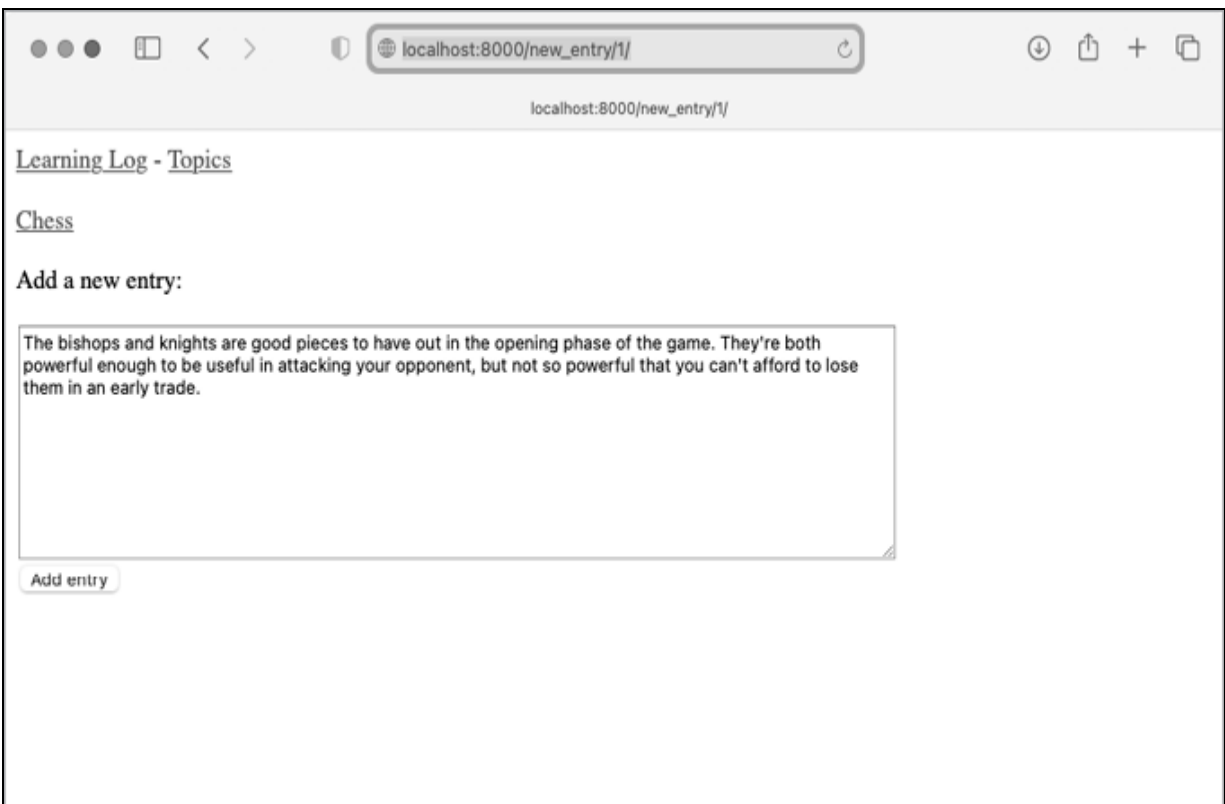 localhost:8000/new_entry/1/
localhost:8000/new_entry/1/
Learning Log - Topics
Chess
Add a new entry:
The bishops and knights are good pieces to have out in the opening phase of the game. They're both
powerful enough to be useful in attacking your opponent, but not so powerful that you can't afford to lose
them in an early trade.
Add entry